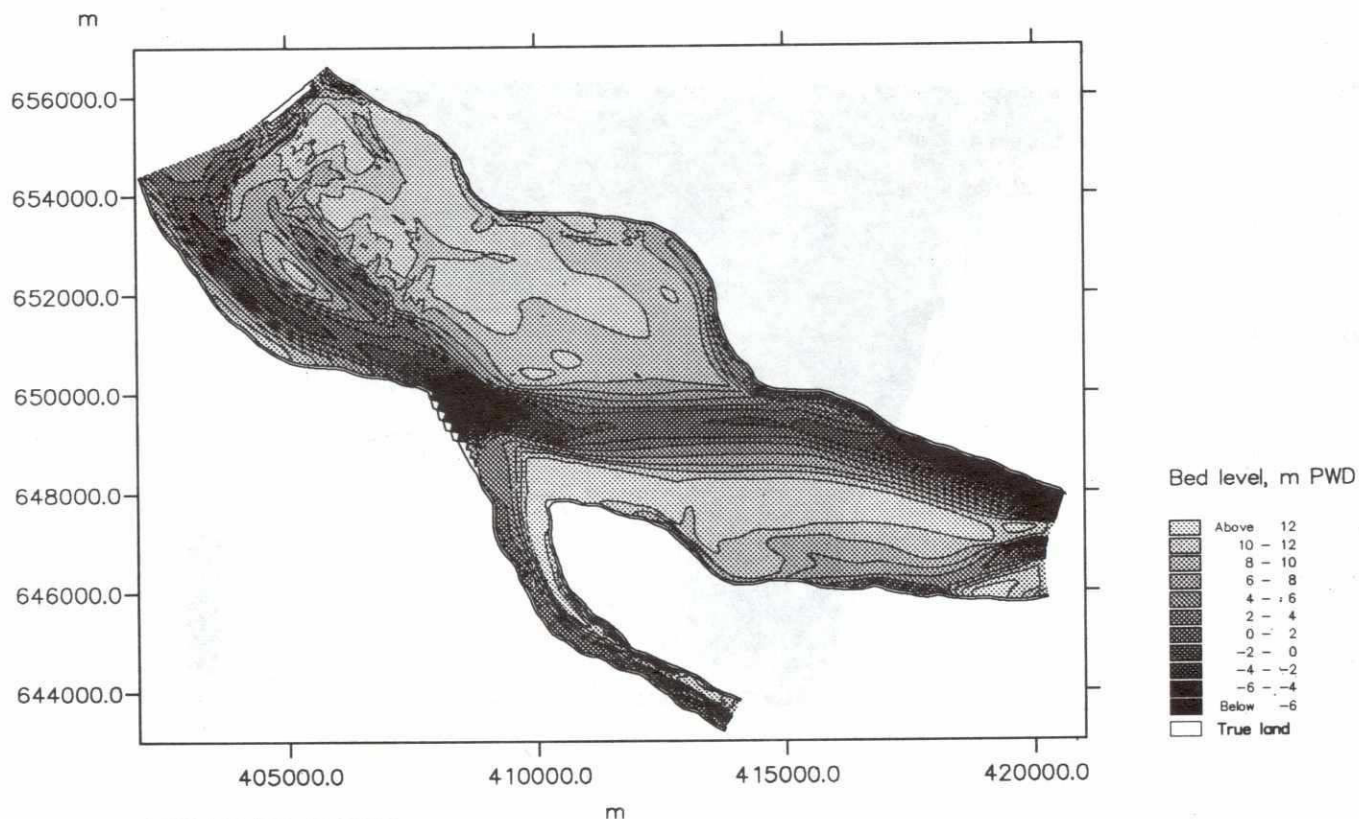 m
656000.0
654000.0
652000.0
650000.0
648000.0
646000.0
644000.0
405000.0 410000.0 415000.0 420000.0
m
Bed level, m PWD
Above 12
10 – 12
8 – 10
6 – 8
4 – 6
2 – 4
0 – 2
-2 – 0
-4 – -2
-6 – -4
Below -6
True land